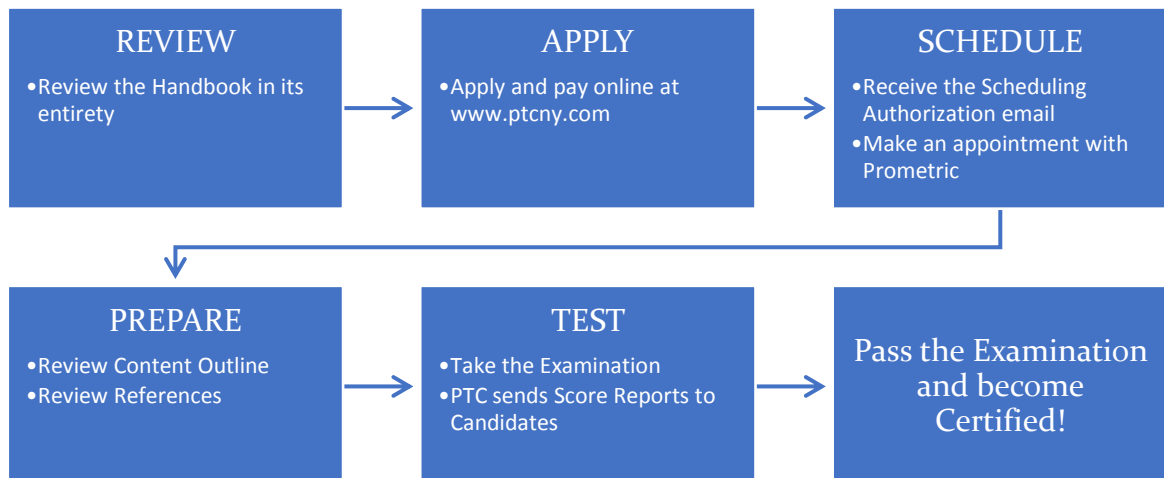 REVIEW
•Review the Handbook in its
entirety
APPLY
•Apply and pay online at
www.ptcny.com
SCHEDULE
•Receive the Scheduling
Authorization email
•Make an appointment with
Prometric
PREPARE
•Review Content Outline
•Review References
TEST
•Take the Examination
•PTC sends Score Reports to
Candidates
Pass the Examination
and become
Certified!